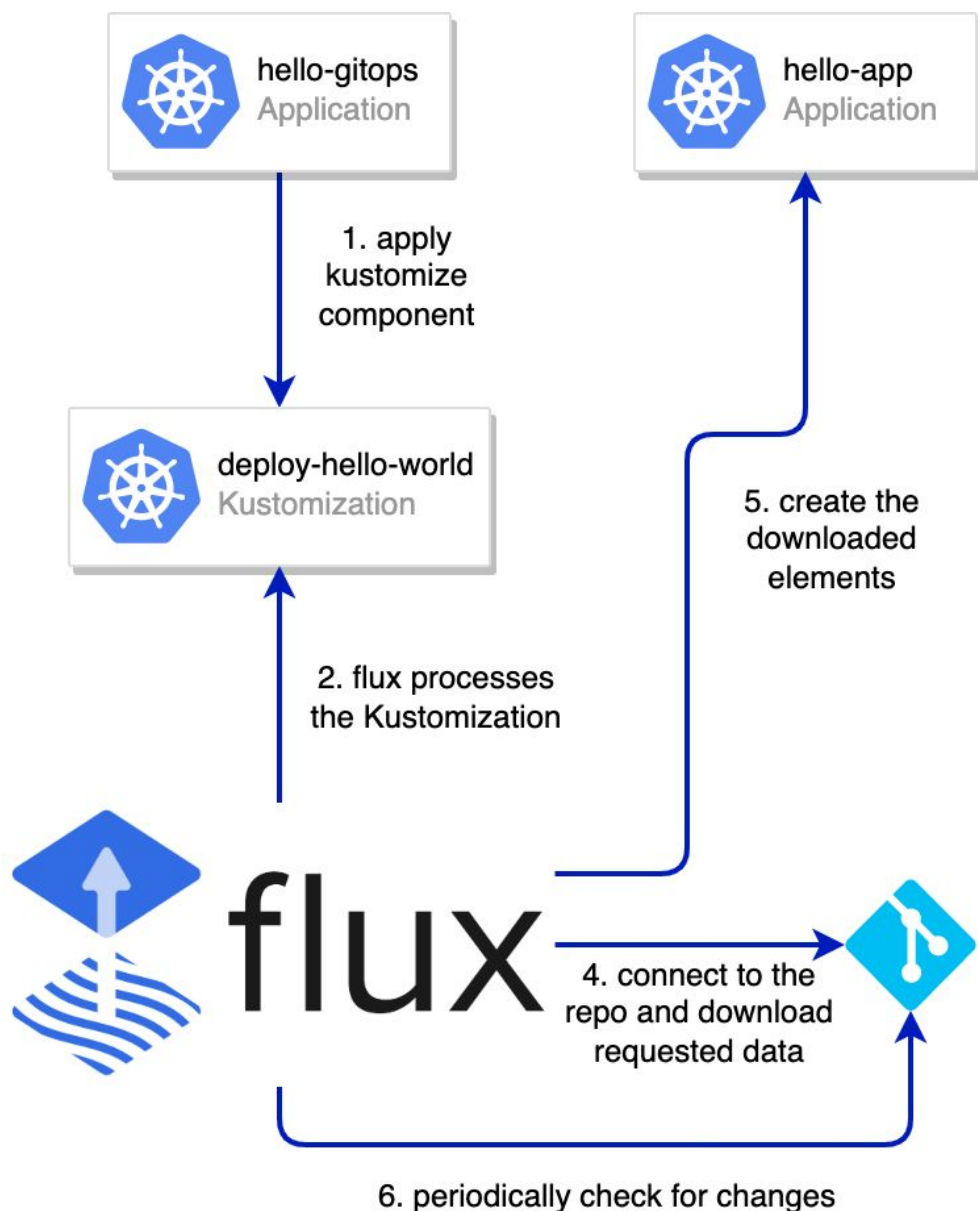 hello-gitops
Application
hello-app
Application
1. apply
kustomize
component
deploy-hello-world
Kustomization
5. create the
downloaded
elements
2. flux processes
the Kustomization
flux
4. connect to the
repo and download
requested data
6. periodically check for changes